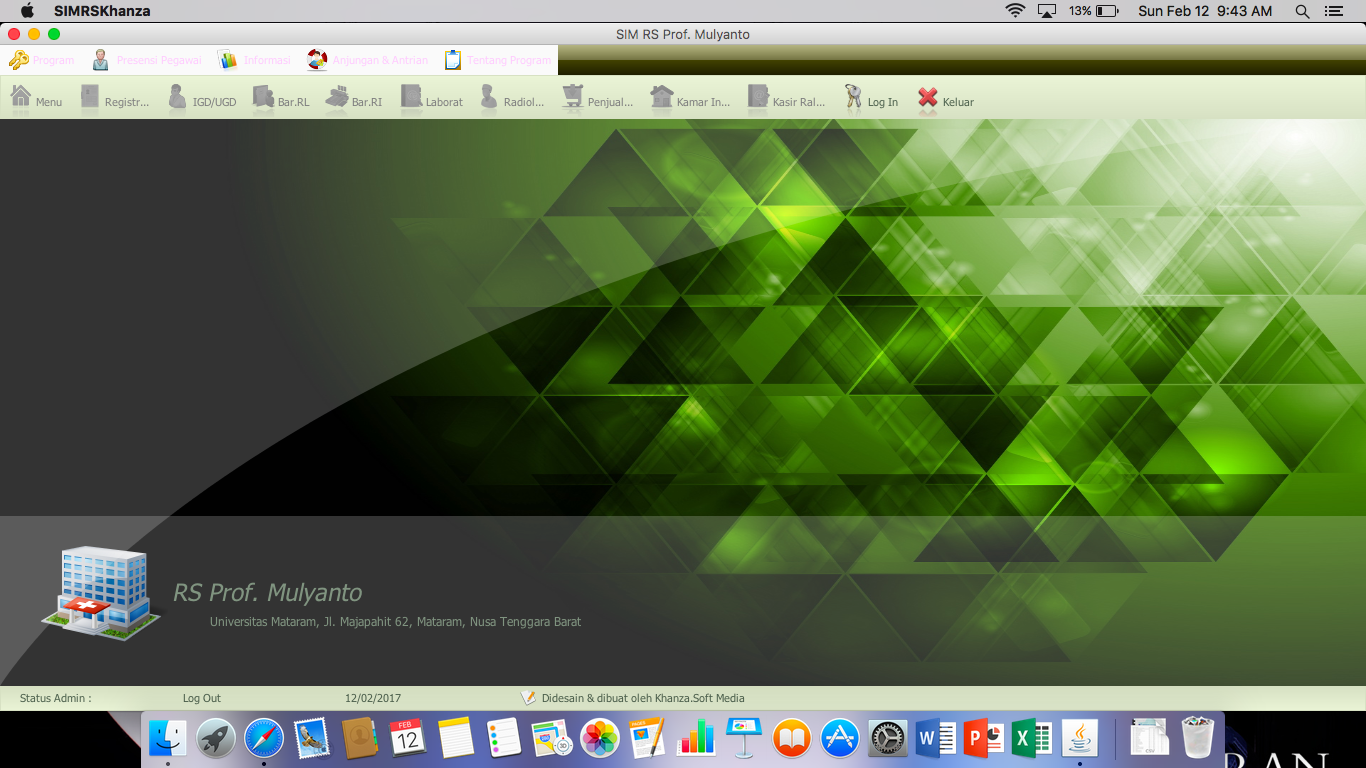 SIMRSKhanza 13% Sun Feb 12 9:43 AM
SIM RS Prof. Mulyanto
Program Presensi Pegawai Informasi Anjungan & Antrian Tentang Program
Menu Registr... IGD/UGD Bar.RL Bar.RI Laborat Radiol... Penjual... Kamar In... Kasir Ral... Log In Keluar
RS Prof. Mulyanto
Universitas Mataram, Jl. Majapahit 62, Mataram, Nusa Tenggara Barat
Status Admin : Log Out 12/02/2017 Didesain & dibuat oleh Khanza.Soft Media
FEB
12